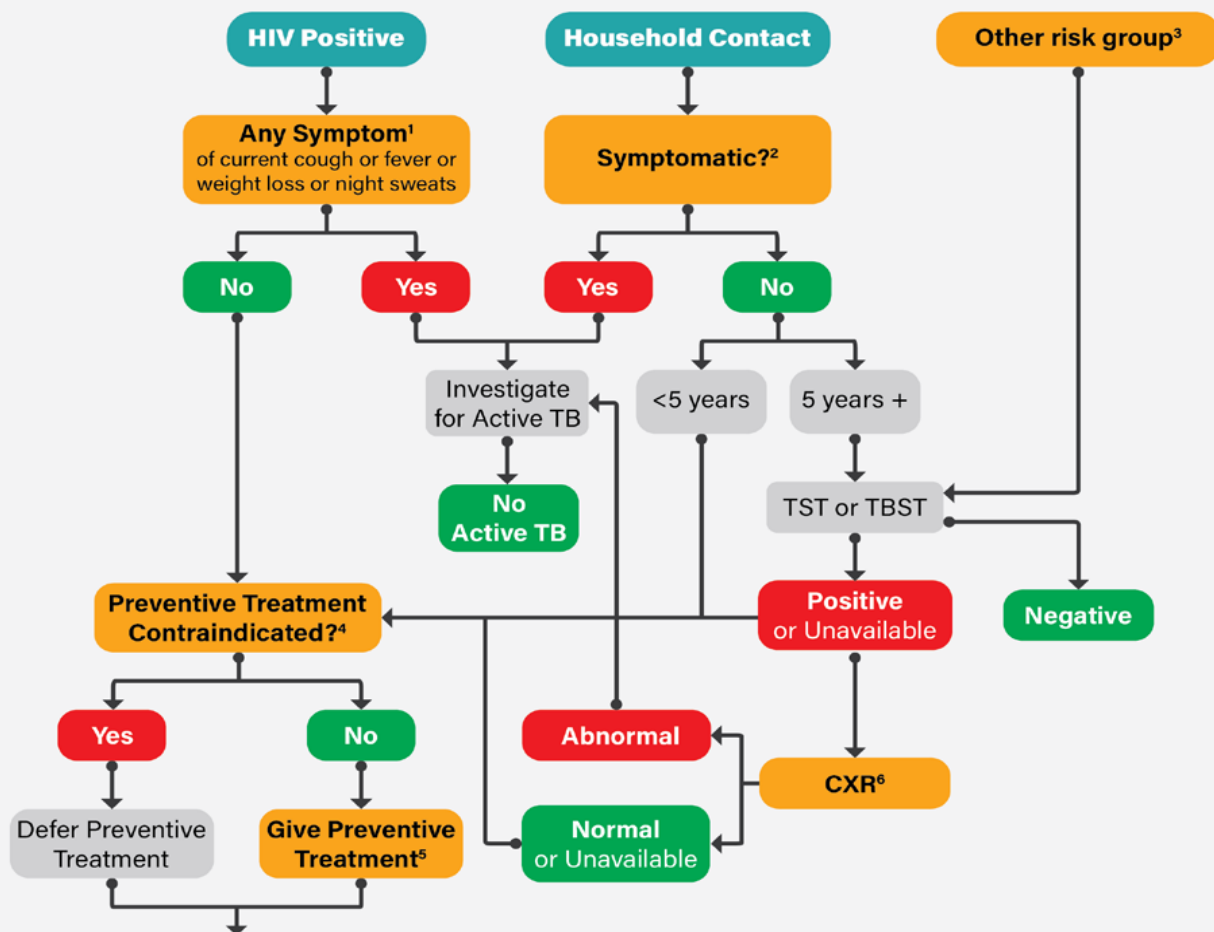 HIV Positive
Household Contact
Other risk group³
Any Symptom¹
of current cough or fever or
weight loss or night sweats
Symptomatic?²
No
Yes
Yes
No
Investigate
for Active TB
<5 years
5 years +
No
Active TB
TST or TBST
Preventive Treatment
Contraindicated?⁴
Positive
or Unavailable
Negative
Yes
No
Abnormal
CXR⁶
Defer Preventive
Treatment
Give Preventive
Treatment⁵
Normal
or Unavailable